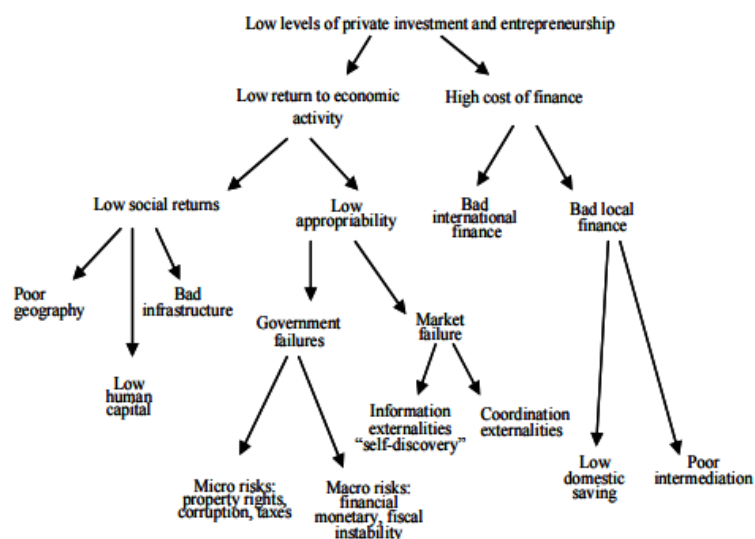 Low levels of private investment and entrepreneurship
Low return to economic
activity
High cost of finance
Low social returns
Low
appropriability
Bad
international
finance
Bad local
finance
Poor
geography
Bad
infrastructure
Government
failures
Market
failure
Low
human
capital
Information
externalities
“self-discovery”
Coordination
externalities
Micro risks:
property rights,
corruption, taxes
Macro risks:
financial
monetary, fiscal
instability
Low
domestic
saving
Poor
intermediation